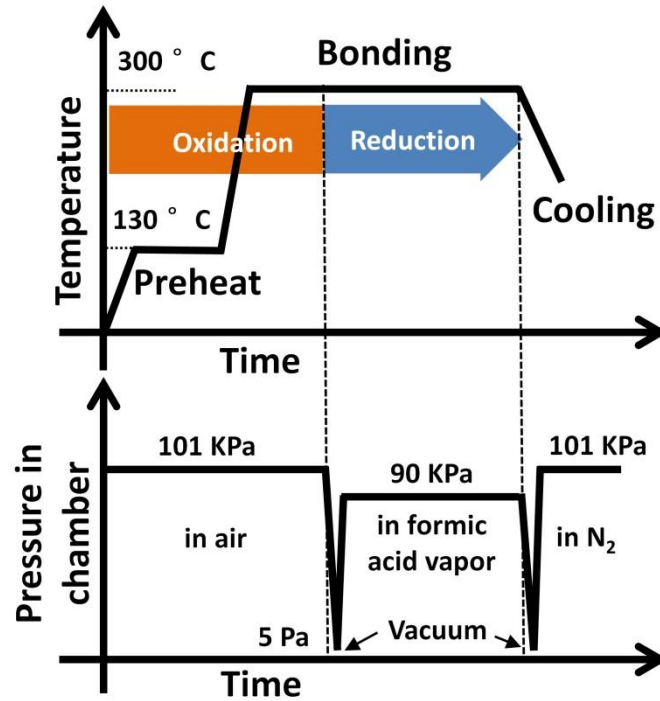 300 ° C
Bonding
Oxidation
Reduction
130 ° C
Preheat
Cooling
Temperature
Time
101 KPa
90 KPa
101 KPa
in air
in formic
acid vapor
in N₂
5 Pa
Vacuum
Pressure in
chamber
Time